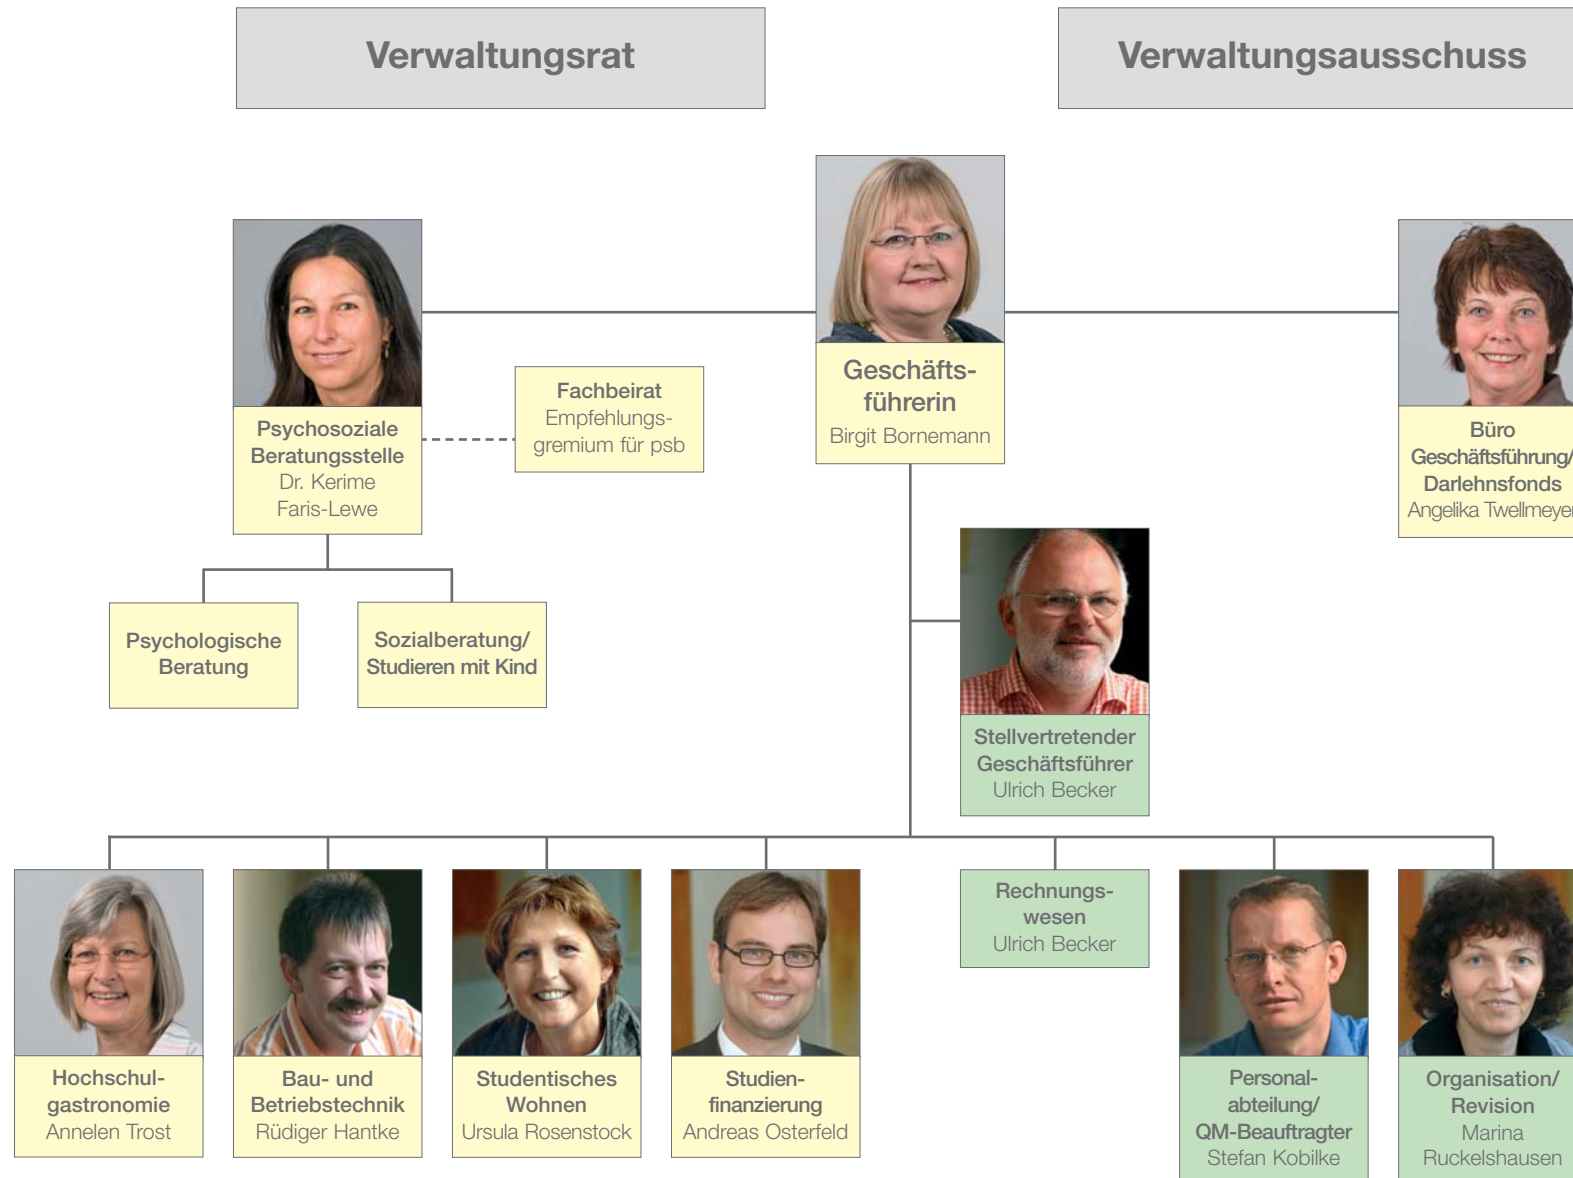 Verwaltungsrat
Verwaltungsausschuss
Geschäfts-
führerin
Birgit Bornemann
Psychosoziale
Beratungsstelle
Dr. Kerime
Faris-Lewe
Fachbeirat
Empfehlungs-
gremium für psb
Büro
Geschäftsführung/
Darlehnsfonds
Angelika Twellmeyer
Psychologische
Beratung
Sozialberatung/
Studieren mit Kind
Stellvertretender
Geschäftsführer
Ulrich Becker
Hochschul-
gastronomie
Annelen Trost
Bau- und
Betriebstechnik
Rüdiger Hantke
Studentisches
Wohnen
Ursula Rosenstock
Studien-
finanzierung
Andreas Osterfeld
Rechnungs-
wesen
Ulrich Becker
Personal-
abteilung/
QM-Beauftragter
Stefan Kobilke
Organisation/
Revision
Marina
Ruckelshausen